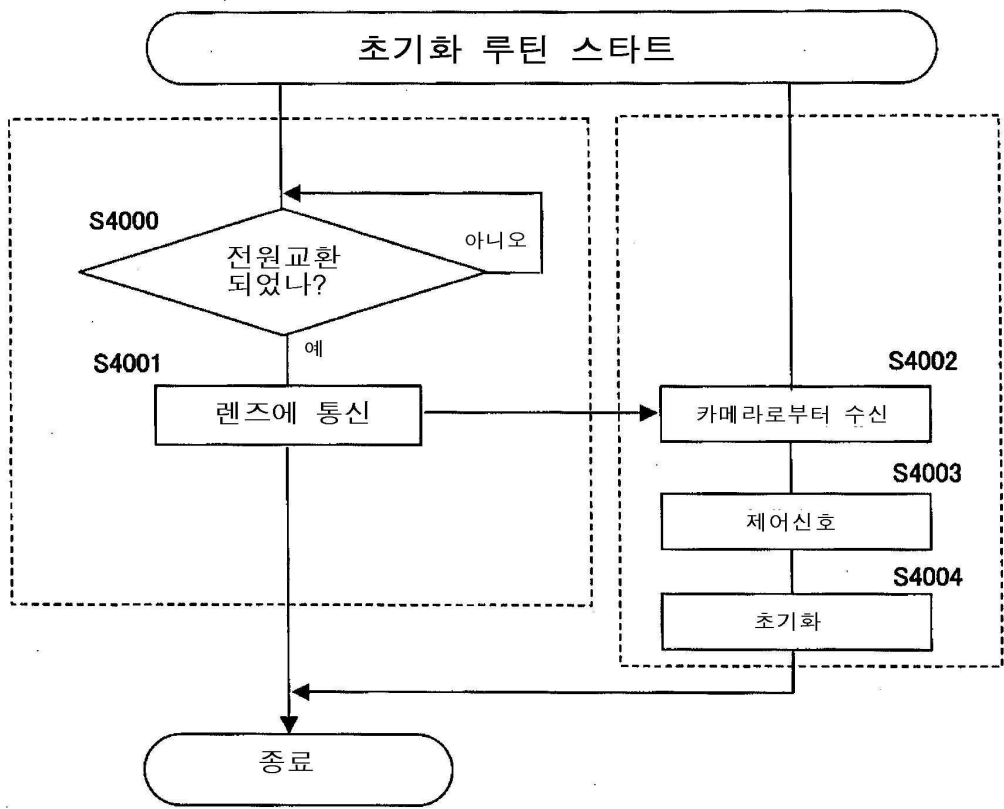 초기화 루틴 스타트
S4000
전원교환
되었나?
아니오
예
S4001
렌즈에 통신
S4002
카메라로부터 수신
S4003
제어신호
S4004
초기화
종료